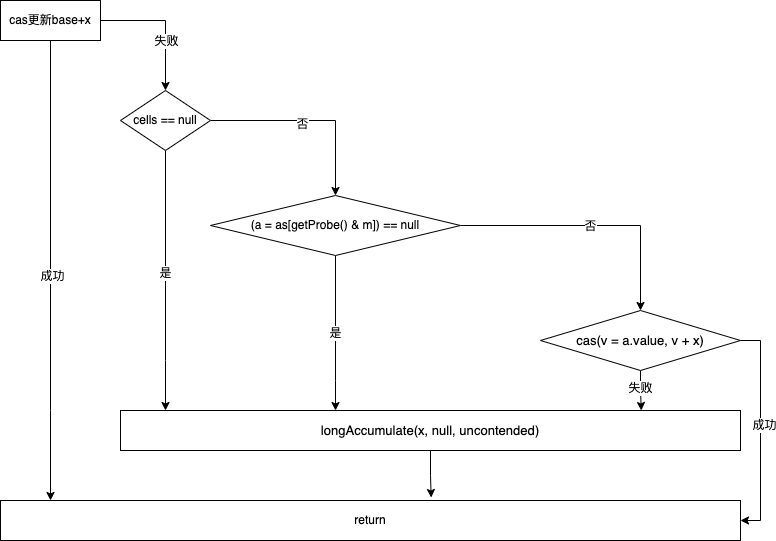 cas更新base+x
失败
cells == null
否
(a = as[getProbe() & m]) == null
否
成功
是
是
cas(v = a.value, v + x)
失败
成功
longAccumulate(x, null, uncontended)
return